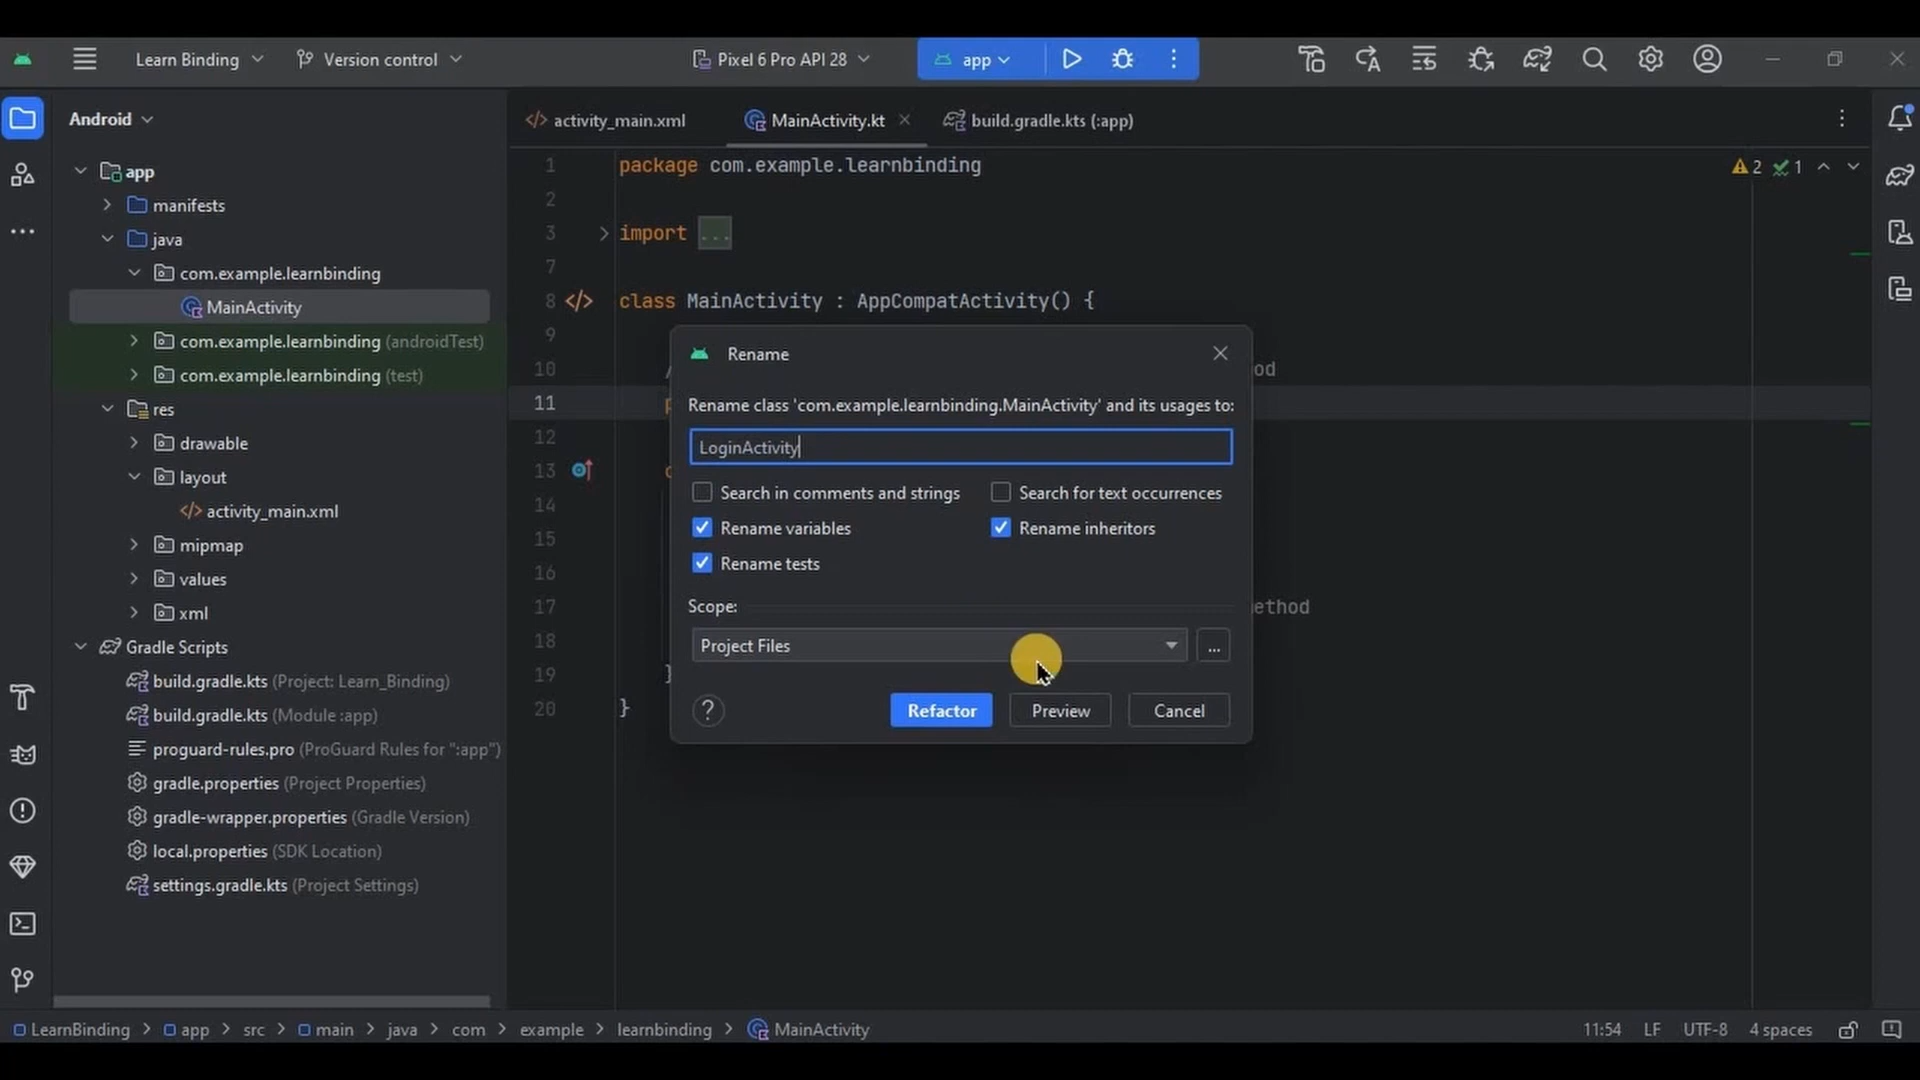 Learn Binding
Version control
Pixel 6 Pro API 28
app
Android
app
manifests
java
com.example.learnbinding
MainActivity
com.example.learnbinding (androidTest)
com.example.learnbinding (test)
res
drawable
layout
activity_main.xml
mipmap
values
xml
Gradle Scripts
build.gradle.kts (Project: Learn_Binding)
build.gradle.kts (Module :app)
proguard-rules.pro (ProGuard Rules for ":app")
gradle.properties (Project Properties)
gradle-wrapper.properties (Gradle Version)
local.properties (SDK Location)
settings.gradle.kts (Project Settings)
activity_main.xml
MainActivity.kt
build.gradle.kts (:app)
1 package com.example.learnbinding
2
3 import ...
7
8 class MainActivity : AppCompatActivity() {
9
10
11
12
13
14
15
16
17
18
19 }
20 }
2 1
Rename
Rename class 'com.example.learnbinding.MainActivity' and its usages to:
LoginActivity
Search in comments and strings
Search for text occurrences
Rename variables
Rename inheritors
Rename tests
Scope:
Project Files
...
?
Refactor
Preview
Cancel
LearnBinding > app > src > main > java > com > example > learnbinding > MainActivity
11:54 LF UTF-8 4 spaces